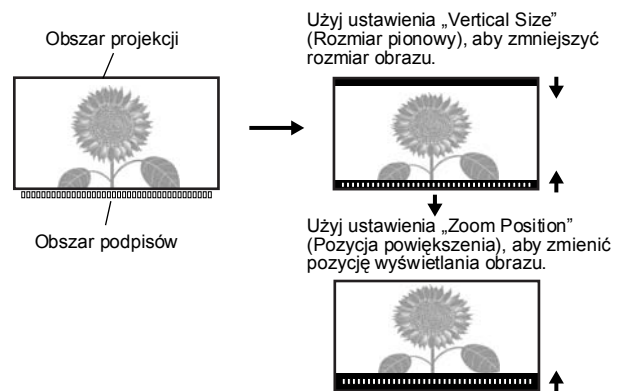 Obszar projekcji
Obszar podpisów
Użyj ustawienia „Vertical Size”
(Rozmiar pionowy), aby zmniejszyć
rozmiar obrazu.
Użyj ustawienia „Zoom Position”
(Pozycja powiększenia), aby zmienić
pozycję wyświetlania obrazu.